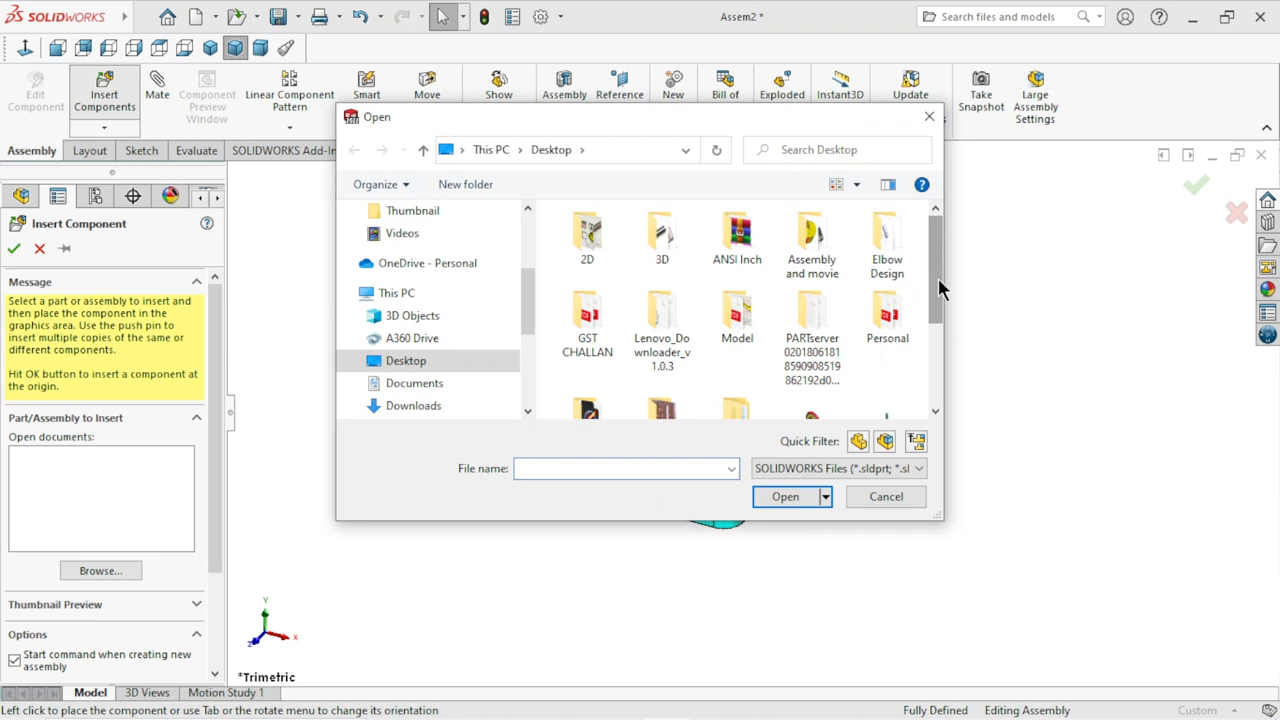 SOLIDWORKS
Assem2 *
Search files and models
Edit Component
Insert Components
Mate
Component Preview Window
Linear Component Pattern
Smart
Move
Show
Assembly
Reference
New
Bill of
Exploded
Instant3D
Update
Take Snapshot
Large Assembly Settings
Assembly
Layout
Sketch
Evaluate
SOLIDWORKS Add-In
Insert Component
Message
Select a part or assembly to insert and
then place the component in the
graphics area. Use the push pin to
insert multiple copies of the same or
different components.
Hit OK button to insert a component at
the origin.
Part/Assembly to Insert
Open documents:
Browse...
Thumbnail Preview
Options
Start command when creating new
assembly
Open
This PC
Desktop
Search Desktop
Organize
New folder
Thumbnail
Videos
OneDrive - Personal
This PC
3D Objects
A360 Drive
Desktop
Documents
Downloads
2D
3D
ANSI Inch
Assembly
and movie
Elbow
Design
GST
CHALLAN
Lenovo_Do
wnloader_v
1.0.3
Model
PARTserver
0201806181
8590908519
862192d0...
Personal
Quick Filter:
File name:
SOLIDWORKS Files (*.sldprt; *.sl
Open
Cancel
Y
X
Z
*Trimetric
Model
3D Views
Motion Study 1
Left click to place the component or use Tab or the rotate menu to change its orientation
Fully Defined
Editing Assembly
Custom